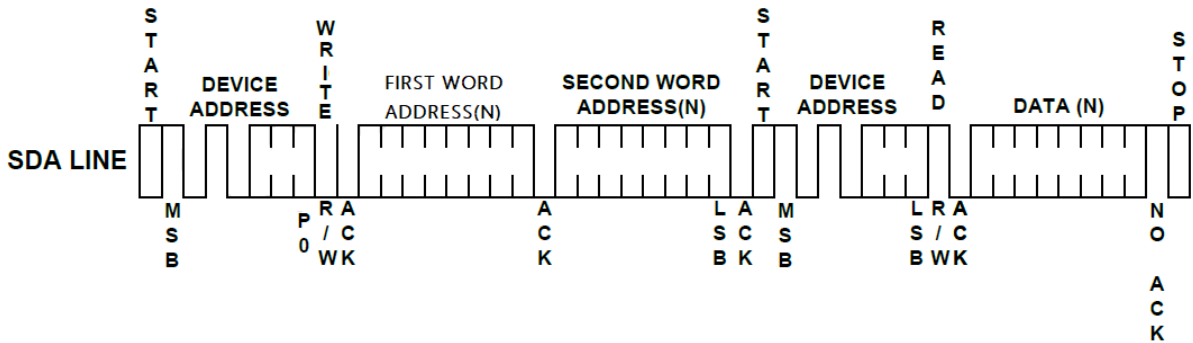 START
WRITE
START
READ
STOP
DEVICE
ADDRESS
FIRST WORD
ADDRESS(N)
SECOND WORD
ADDRESS(N)
DEVICE
ADDRESS
DATA (N)
SDA LINE
MSB
P0
R/W
ACK
ACK
LSB
ACK
MSB
LSB
R/W
ACK
NO ACK